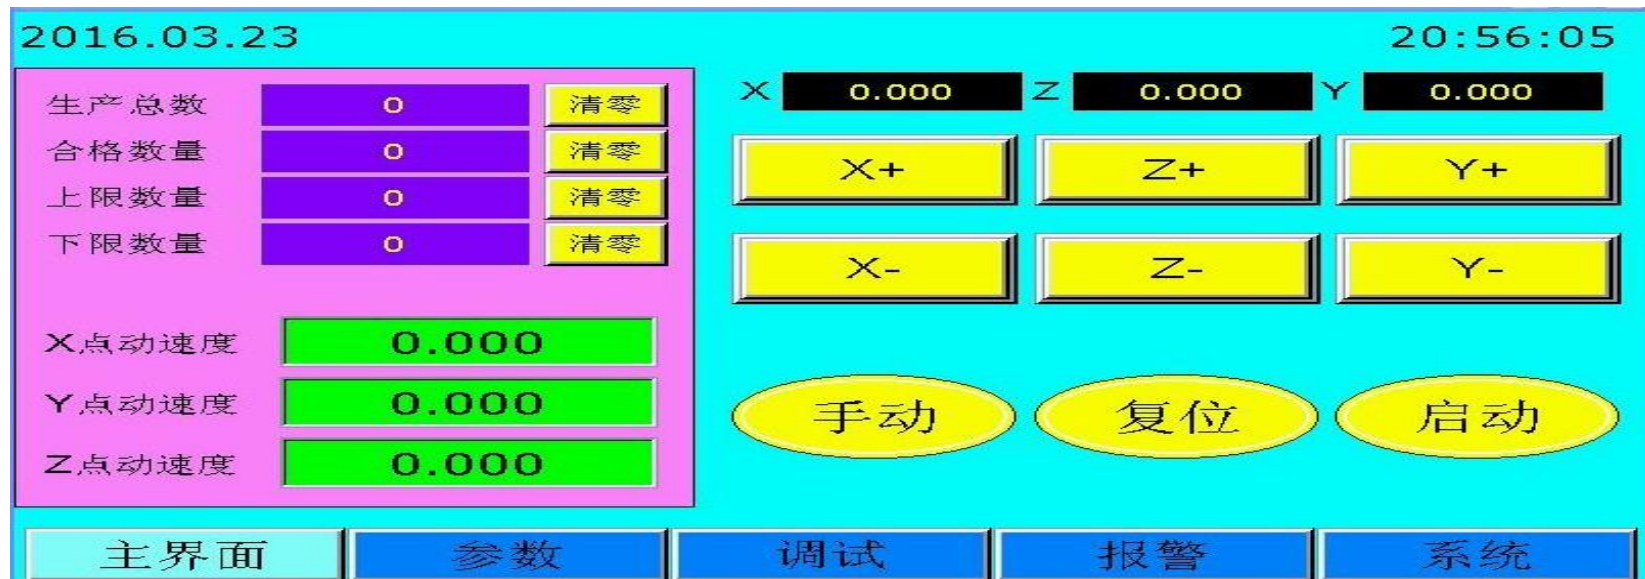 2016.03.23 20:56:05
生产总数 0 清零
合格数量 0 清零
上限数量 0 清零
下限数量 0 清零
X点动速度 0.000
Y点动速度 0.000
Z点动速度 0.000
X 0.000 Z 0.000 Y 0.000
X+ Z+ Y+
X- Z- Y-
手动 复位 启动
主界面 参数 调试 报警 系统